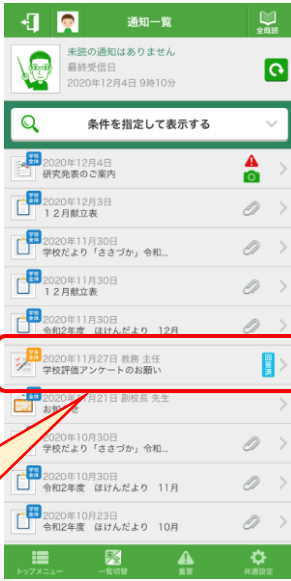 通知一覧
全既読
未読の通知はありません
最終受信日
2020年12月4日 9時10分
条件を指定して表示する
学校全体
2020年12月4日
研究発表のご案内
学校全体
2020年12月3日
１２月献立表
学校全体
2020年11月30日
学校だより「ささづか」令和...
学校全体
2020年11月30日
１２月献立表
学校全体
2020年11月30日
令和2年度　ほけんだより　12月
学校全体
2020年11月27日 教務 主任
学校評価アンケートのお願い
回答済
学校全体
2020年11月21日 副校長 先生
お知らせ
2020年10月30日
学校だより「ささづか」令和...
学校全体
2020年10月30日
令和2年度　ほけんだより　11月
学校全体
2020年10月23日
令和2年度　ほけんだより　10月
トップメニュー
一覧切替
重要
共通設定